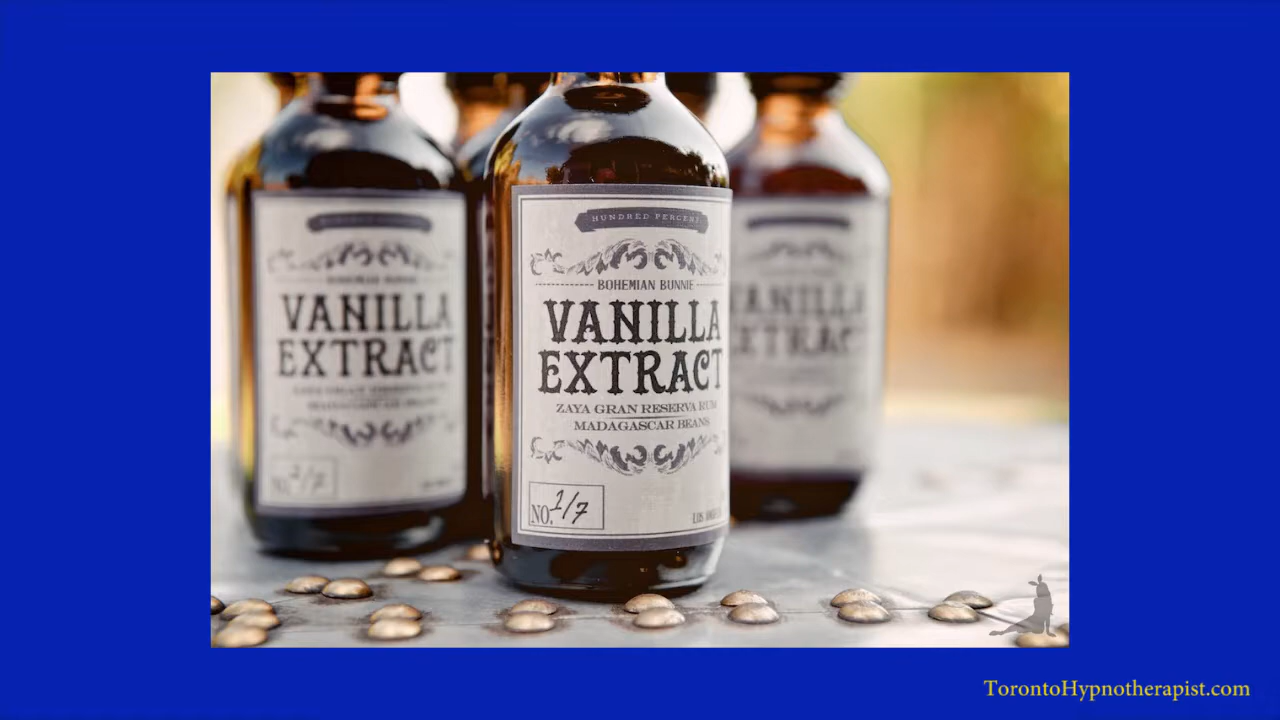 HUNDRED PERCENT
BOHEMIAN BUNNIE
VANILLA
EXTRACT
ZAYA GRAN RESERVA RUM
MADAGASCAR BEANS
NO. 1/7
LOS
VANILLA
EXTRACT
NO. 2/7
VANILLA
EXTRACT
TorontoHypnotherapist.com